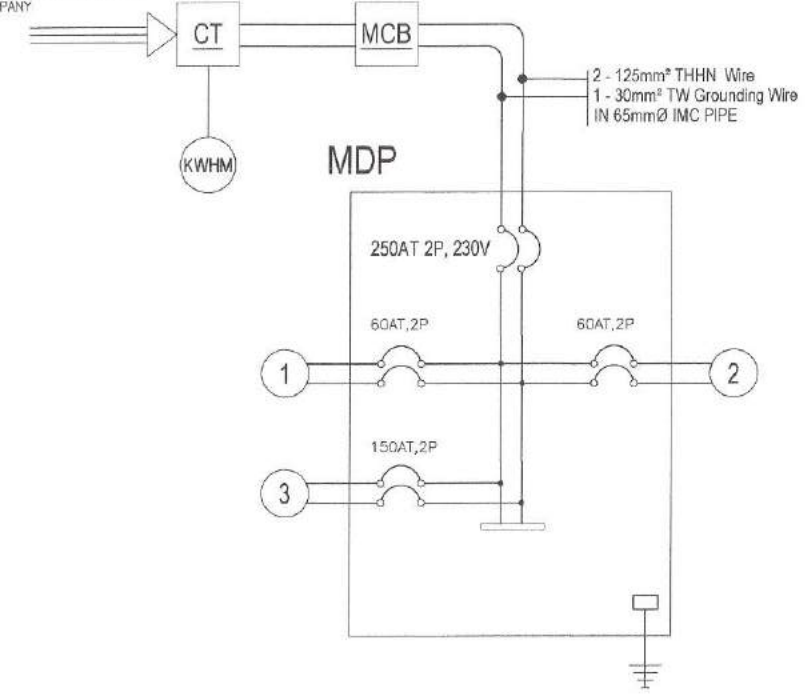 PANY
CT
MCB
2 - 125mm² THHN Wire
1 - 30mm² TW Grounding Wire
IN 65mmØ IMC PIPE
KWHM
MDP
250AT 2P, 230V
60AT,2P
60AT,2P
1
2
150AT,2P
3